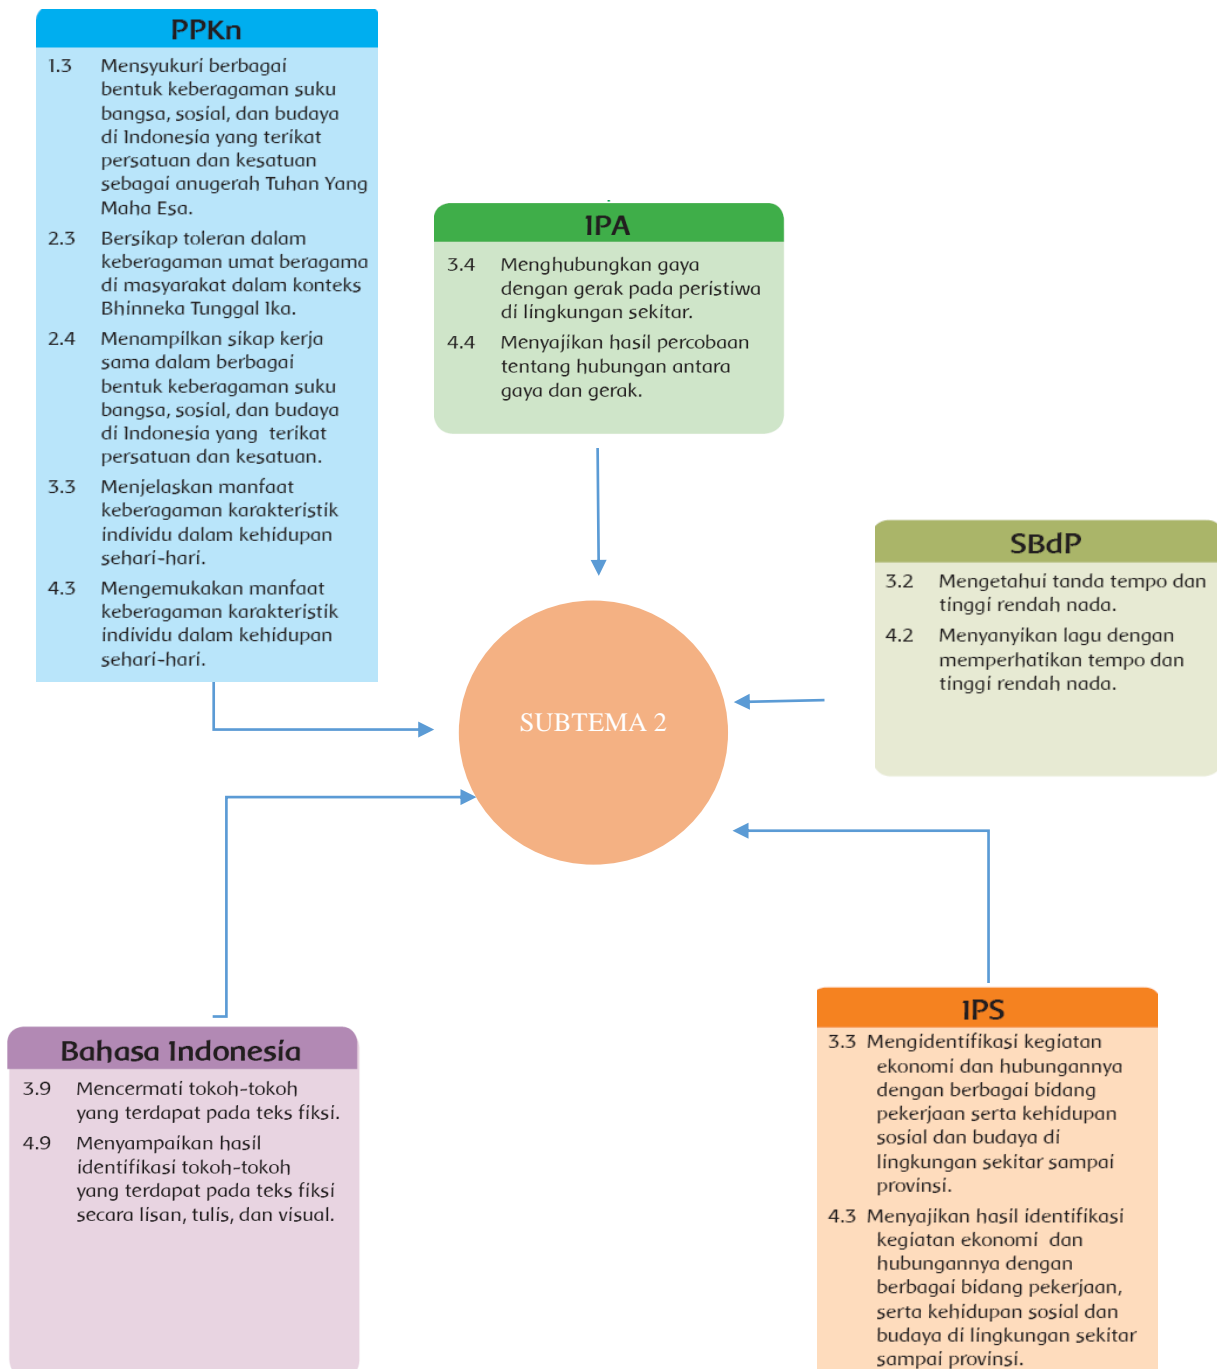 PPKn
1.3 Mensyukuri berbagai
bentuk keberagaman suku
bangsa, sosial, dan budaya
di Indonesia yang terikat
persatuan dan kesatuan
sebagai anugerah Tuhan Yang
Maha Esa.
2.3 Bersikap toleran dalam
keberagaman umat beragama
di masyarakat dalam konteks
Bhinneka Tunggal Ika.
2.4 Menampilkan sikap kerja
sama dalam berbagai
bentuk keberagaman suku
bangsa, sosial, dan budaya
di Indonesia yang terikat
persatuan dan kesatuan.
3.3 Menjelaskan manfaat
keberagaman karakteristik
individu dalam kehidupan
sehari-hari.
4.3 Mengemukakan manfaat
keberagaman karakteristik
individu dalam kehidupan
sehari-hari.
IPA
3.4 Menghubungkan gaya
dengan gerak pada peristiwa
di lingkungan sekitar.
4.4 Menyajikan hasil percobaan
tentang hubungan antara
gaya dan gerak.
SBdP
3.2 Mengetahui tanda tempo dan
tinggi rendah nada.
4.2 Menyanyikan lagu dengan
memperhatikan tempo dan
tinggi rendah nada.
SUBTEMA 2
Bahasa Indonesia
3.9 Mencermati tokoh-tokoh
yang terdapat pada teks fiksi.
4.9 Menyampaikan hasil
identifikasi tokoh-tokoh
yang terdapat pada teks fiksi
secara lisan, tulis, dan visual.
IPS
3.3 Mengidentifikasi kegiatan
ekonomi dan hubungannya
dengan berbagai bidang
pekerjaan serta kehidupan
sosial dan budaya di
lingkungan sekitar sampai
provinsi.
4.3 Menyajikan hasil identifikasi
kegiatan ekonomi dan
hubungannya dengan
berbagai bidang pekerjaan,
serta kehidupan sosial dan
budaya di lingkungan sekitar
sampai provinsi.